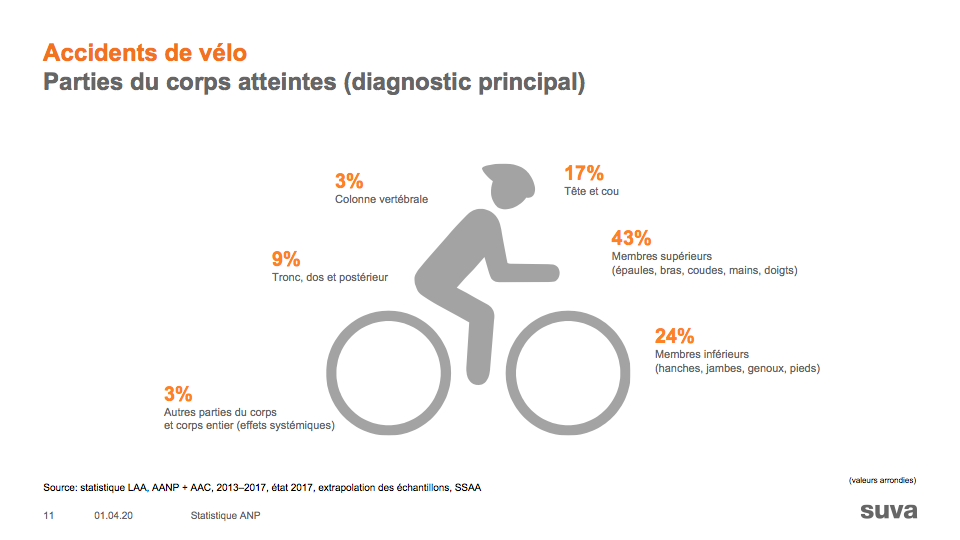 Accidents de vélo
Parties du corps atteintes (diagnostic principal)
3%
Colonne vertébrale
17%
Tête et cou
43%
Membres supérieurs
(épaules, bras, coudes, mains, doigts)
9%
Tronc, dos et postérieur
24%
Membres inférieurs
(hanches, jambes, genoux, pieds)
3%
Autres parties du corps
et corps entier (effets systémiques)
(valeurs arrondies)
Source: statistique LAA, AANP + AAC, 2013–2017, état 2017, extrapolation des échantillons, SSAA
11 01.04.20 Statistique ANP
suva